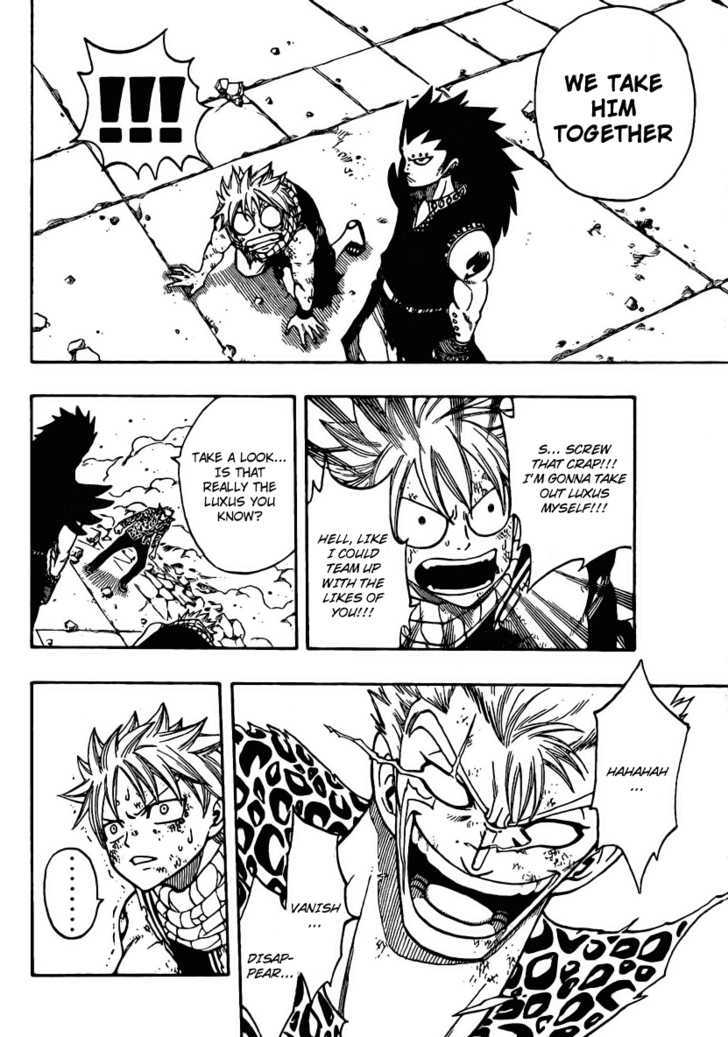 WE TAKE
HIM
TOGETHER
!!!
S... SCREW
THAT CRAP!!!
I'M GONNA TAKE
OUT LUXUS
MYSELF!!!
HELL, LIKE
I COULD
TEAM UP
WITH THE
LIKES OF
YOU!!!
TAKE A LOOK...
IS THAT
REALLY THE
LUXUS YOU
KNOW?
HAHAHAH
...
VANISH
...
DISAP-
PEAR...
......